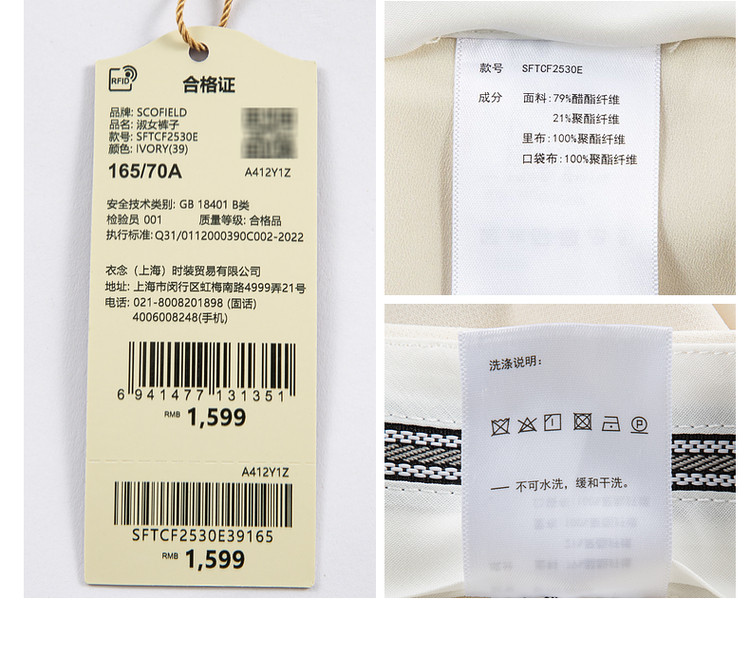 RFID
合格证
品牌: SCOFIELD
品名: 淑女裤子
款号: SFTCF2530E
颜色: IVORY(39)
165/70A
A412Y1Z
安全技术类别: GB 18401 B类
检验员 001 质量等级: 合格品
执行标准: Q31/0112000390C002-2022
衣念（上海）时装贸易有限公司
地址: 上海市闵行区虹梅南路4999弄21号
电话: 021-8008201898 (固话)
4006008248(手机)
6 941477 131351
RMB 1,599
A412Y1Z
SFTCF2530E39165
RMB 1,599
款号 SFTCF2530E
成分 面料:79%醋酯纤维
21%聚酯纤维
里布:100%聚酯纤维
口袋布:100%聚酯纤维
洗涤说明:
P
— 不可水洗，缓和干洗。